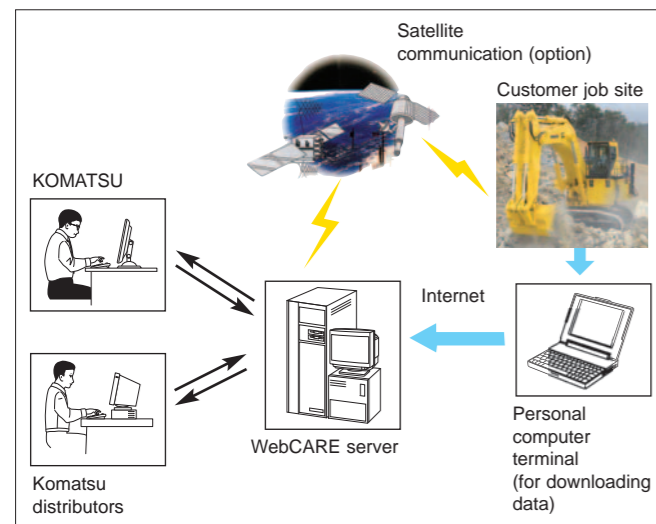 Satellite
communication (option)
Customer job site
KOMATSU
Internet
WebCARE server
Personal
computer
terminal
(for downloading
data)
Komatsu
distributors